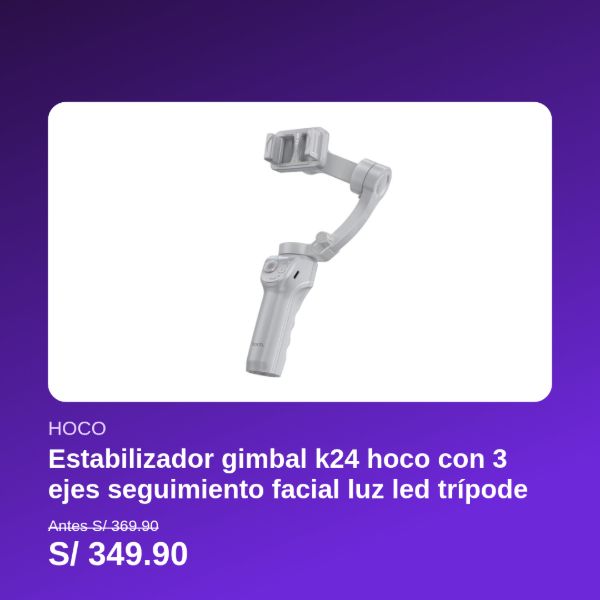 HOCO
Estabilizador gimbal k24 hoco con 3
ejes seguimiento facial luz led trípode
Antes S/ 369.90
S/ 349.90